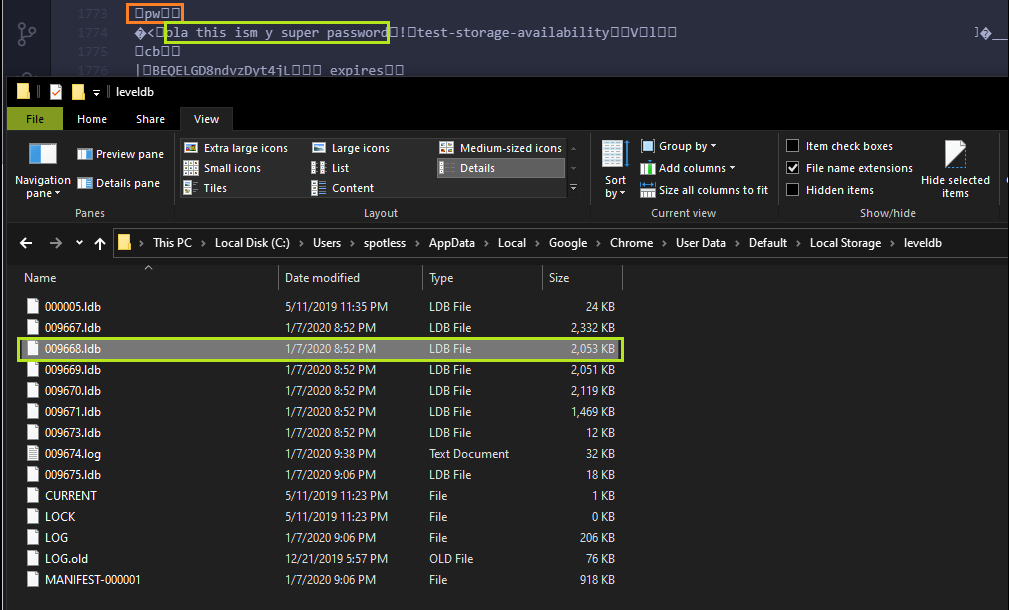 1773 pw
1774 �< pla this ism y super password ! test-storage-availability V l ] �__
1775 cb
1776 | BEQELGD8ndvzDyt4jL expires
leveldb
File Home Share View
Navigation pane
Preview pane
Details pane
Panes
Extra large icons Large icons Medium-sized icons
Small icons List Details
Tiles Content
Layout
Sort by
Group by
Add columns
Size all columns to fit
Current view
Item check boxes
File name extensions
Hidden items
Hide selected items
Show/hide
This PC › Local Disk (C:) › Users › spotless › AppData › Local › Google › Chrome › User Data › Default › Local Storage › leveldb
Name Date modified Type Size
000005.ldb 5/11/2019 11:35 PM LDB File 24 KB
009667.ldb 1/7/2020 8:52 PM LDB File 2,332 KB
009668.ldb 1/7/2020 8:52 PM LDB File 2,053 KB
009669.ldb 1/7/2020 8:52 PM LDB File 2,051 KB
009670.ldb 1/7/2020 8:52 PM LDB File 2,119 KB
009671.ldb 1/7/2020 8:52 PM LDB File 1,469 KB
009673.ldb 1/7/2020 8:52 PM LDB File 12 KB
009674.log 1/7/2020 9:38 PM Text Document 32 KB
009675.ldb 1/7/2020 9:06 PM LDB File 18 KB
CURRENT 5/11/2019 11:23 PM File 1 KB
LOCK 5/11/2019 11:23 PM File 0 KB
LOG 1/7/2020 9:06 PM File 206 KB
LOG.old 12/21/2019 5:57 PM OLD File 76 KB
MANIFEST-000001 1/7/2020 9:06 PM File 918 KB